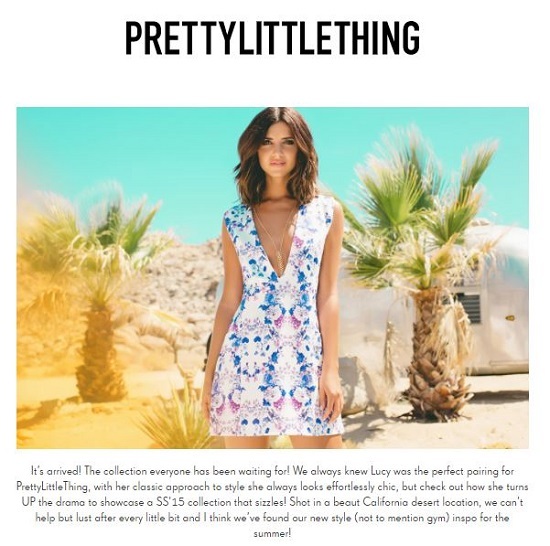 PRETTYLITTLETHING
It's arrived! The collection everyone has been waiting for! We always knew Lucy was the perfect pairing for
PrettyLittleThing, with her classic approach to style she always looks effortlessly chic, but check out how she turns
UP the drama to showcase a SS'15 collection that sizzles! Shot in a beaut California desert location, we can't
help but lust after every little bit and I think we've found our new style (not to mention gym) inspo for the
summer!